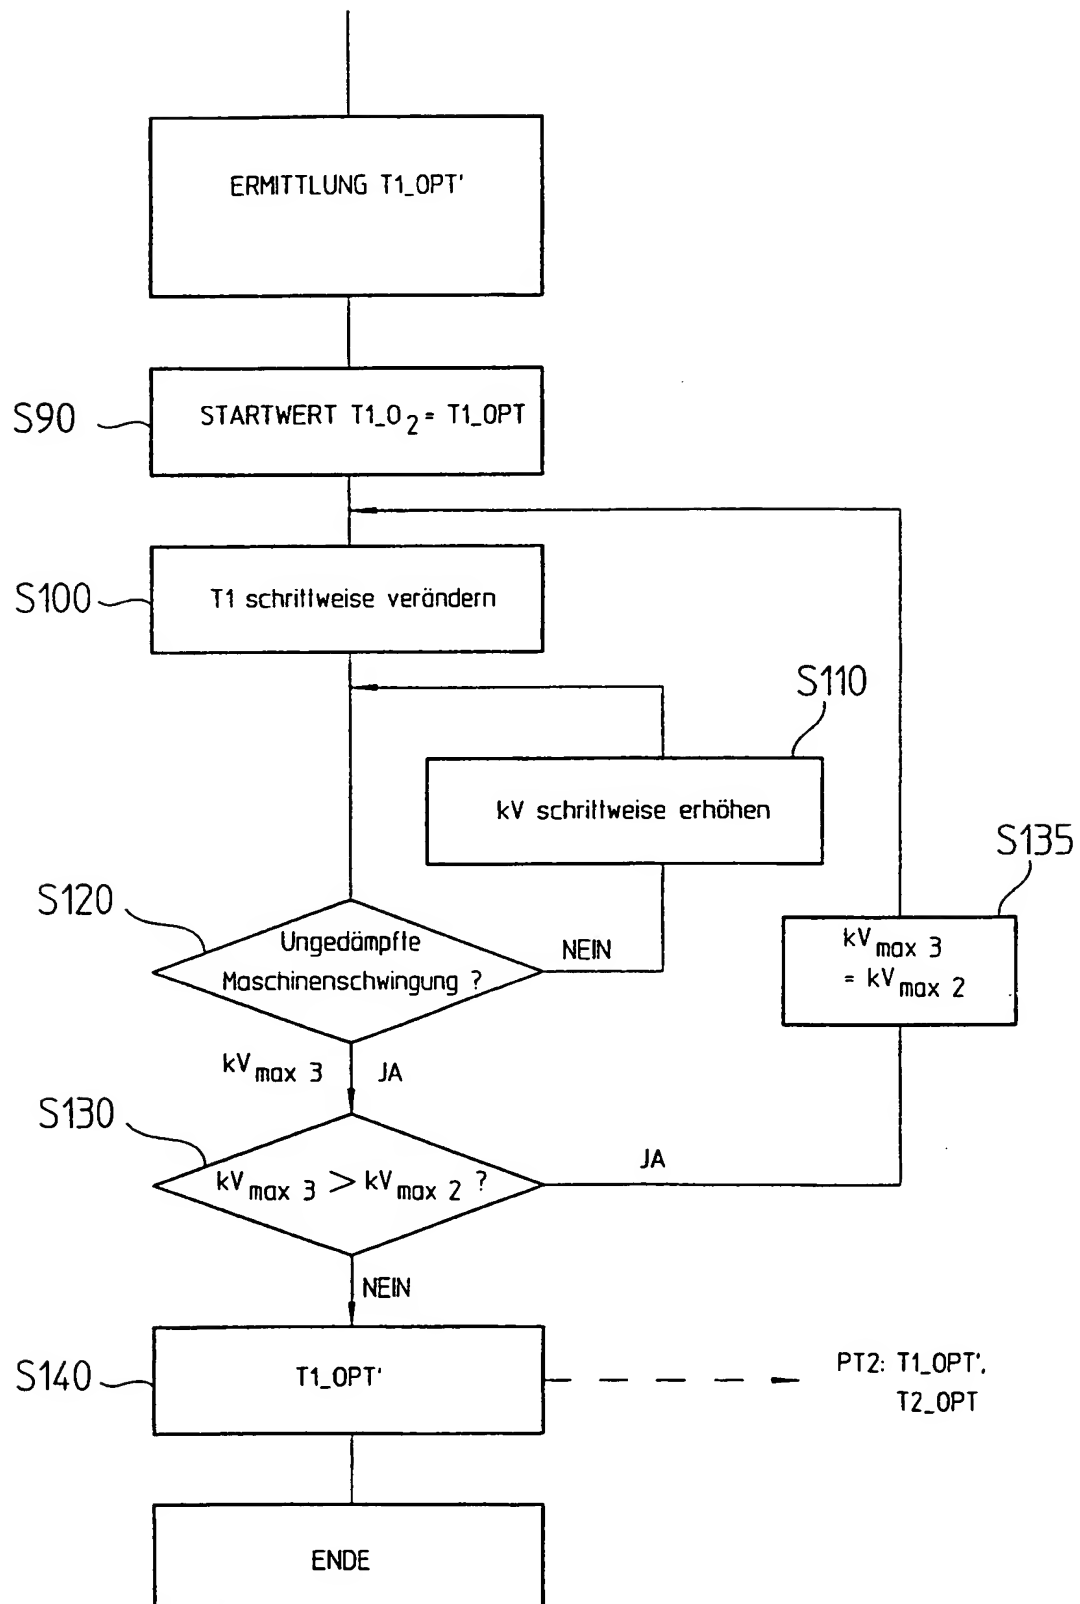 ERMITTLUNG T1_OPT'
S90
STARTWERT T1_O2 = T1_OPT
S100
T1 schrittweise verändern
S110
kV schrittweise erhöhen
S135
kVmax 3
= kVmax 2
S120
Ungedämpfte
Maschinenschwingung ?
NEIN
kVmax 3
JA
S130
kVmax 3 > kVmax 2 ?
JA
NEIN
S140
T1_OPT'
PT2: T1_OPT',
T2_OPT
ENDE